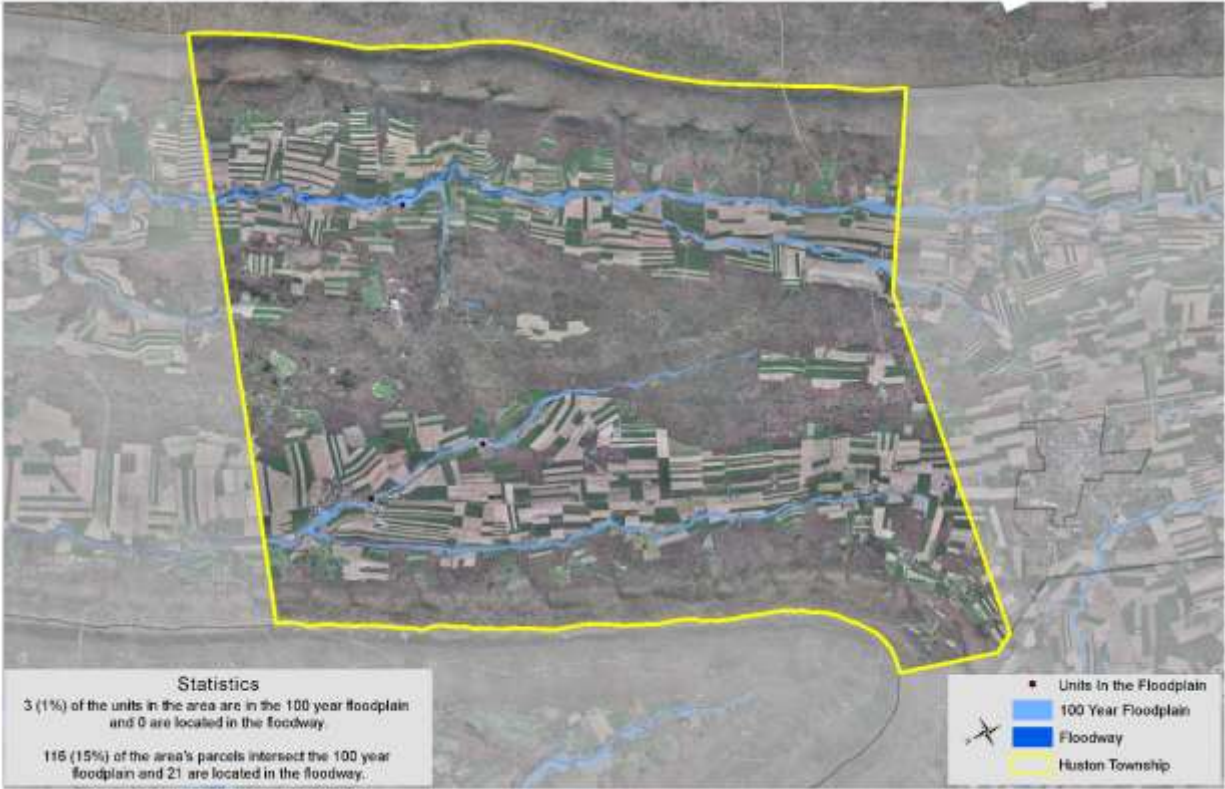 Statistics
3 (1%) of the units in the area are in the 100 year floodplain
and 0 are located in the floodway.
116 (15%) of the area's parcels intersect the 100 year
floodplain and 21 are located in the floodway.
Units In the Floodplain
100 Year Floodplain
Floodway
Huston Township